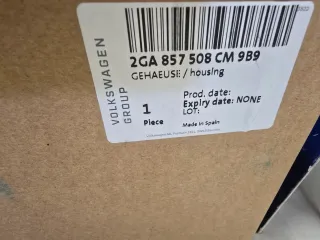 VOLKSWAGEN
GROUP
2GA 857 508 CM 9B9
GEHAEUSE / housing
1
Piece
Prod. date:
Expiry date: NONE
LOT:
Made in Spain